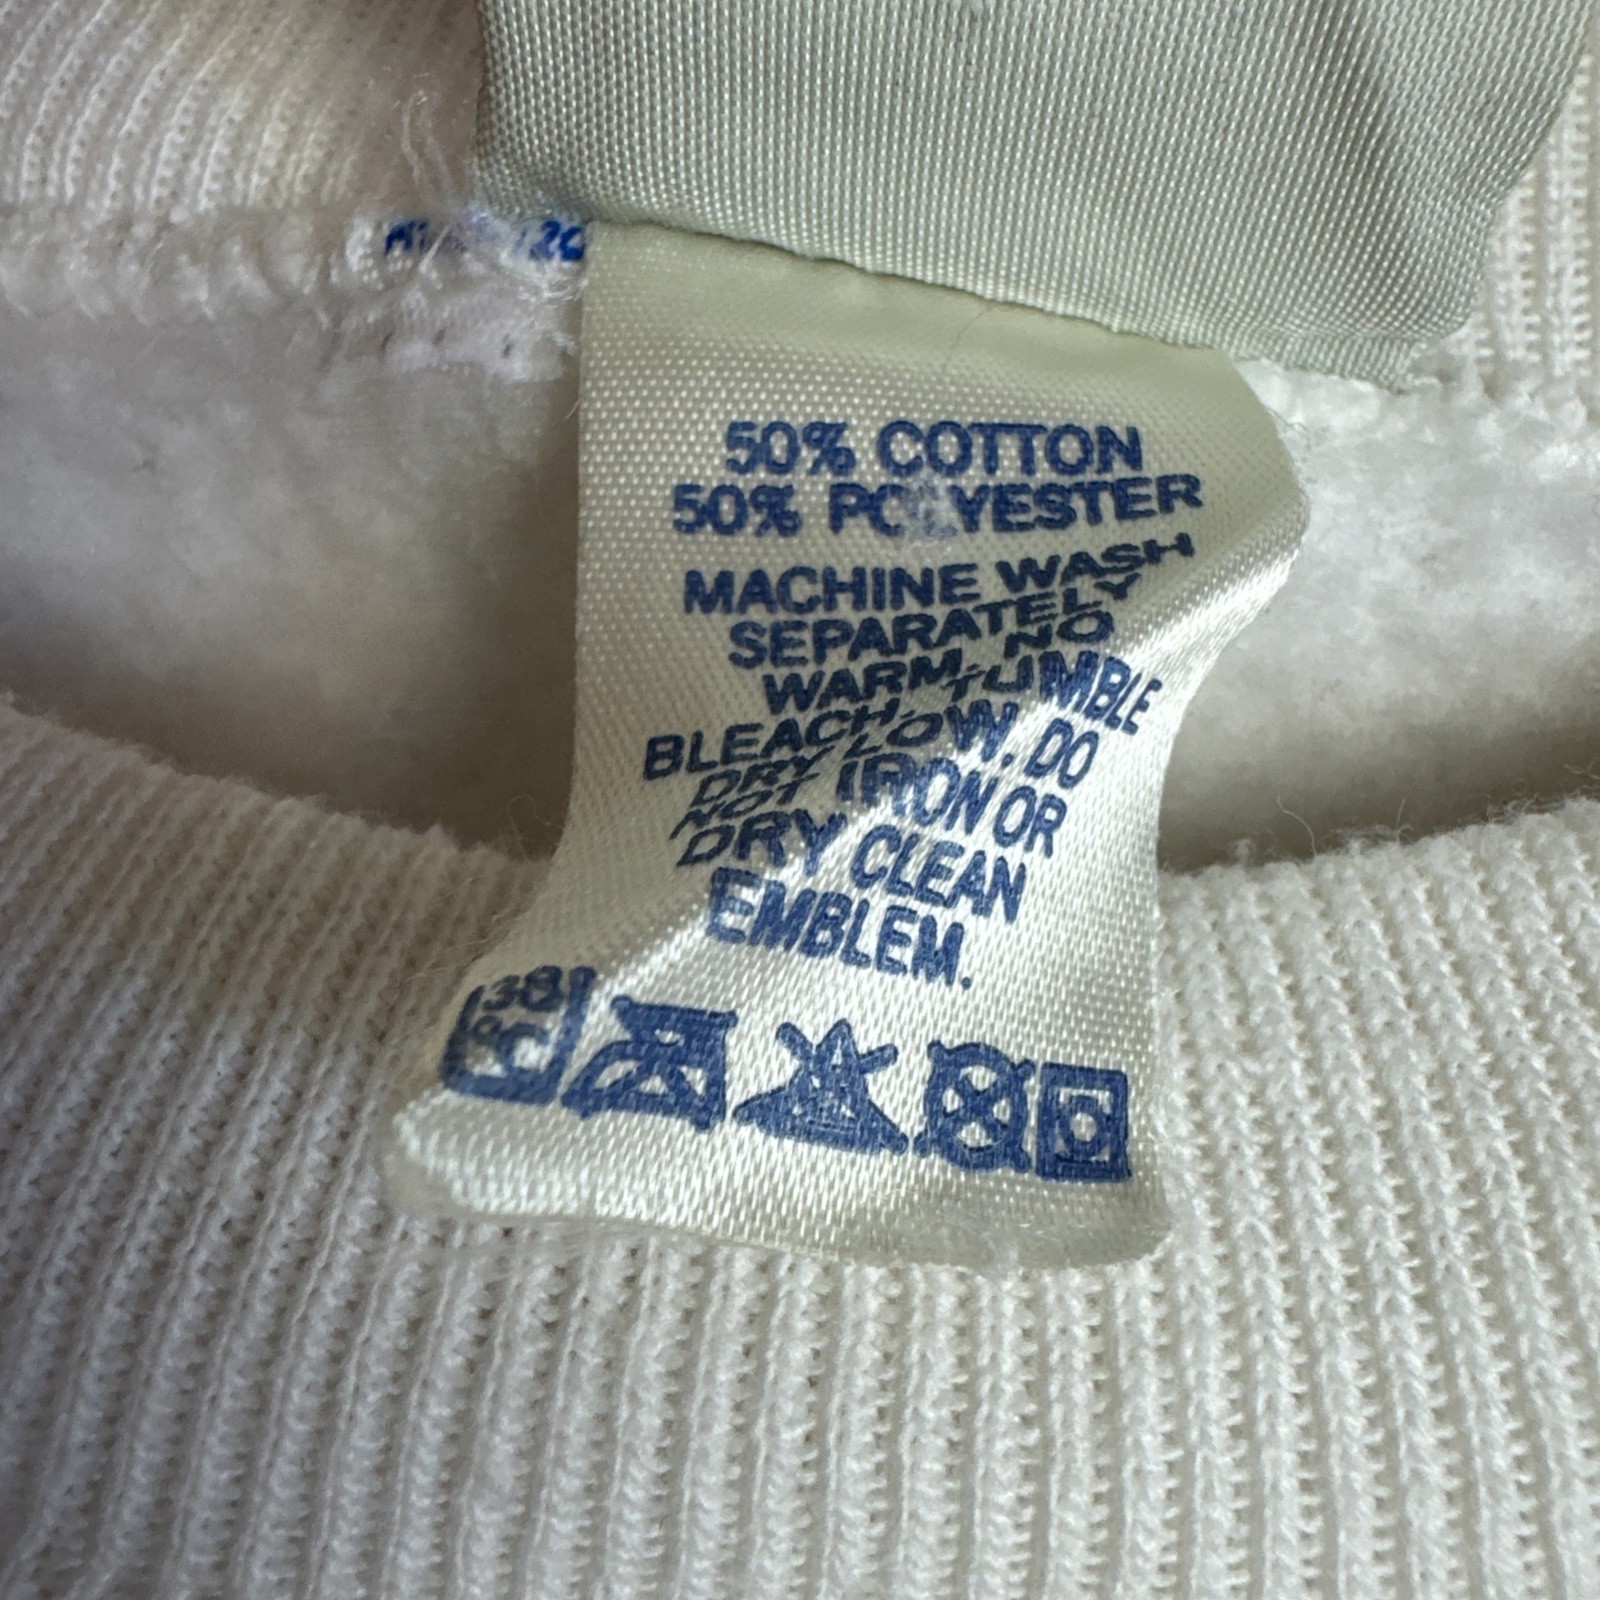 50% COTTON
50% POLYESTER
MACHINE WASH
SEPARATELY
WARM, NO
BLEACH, TUMBLE
DRY LOW. DO
NOT IRON OR
DRY CLEAN
EMBLEM.
38
°C